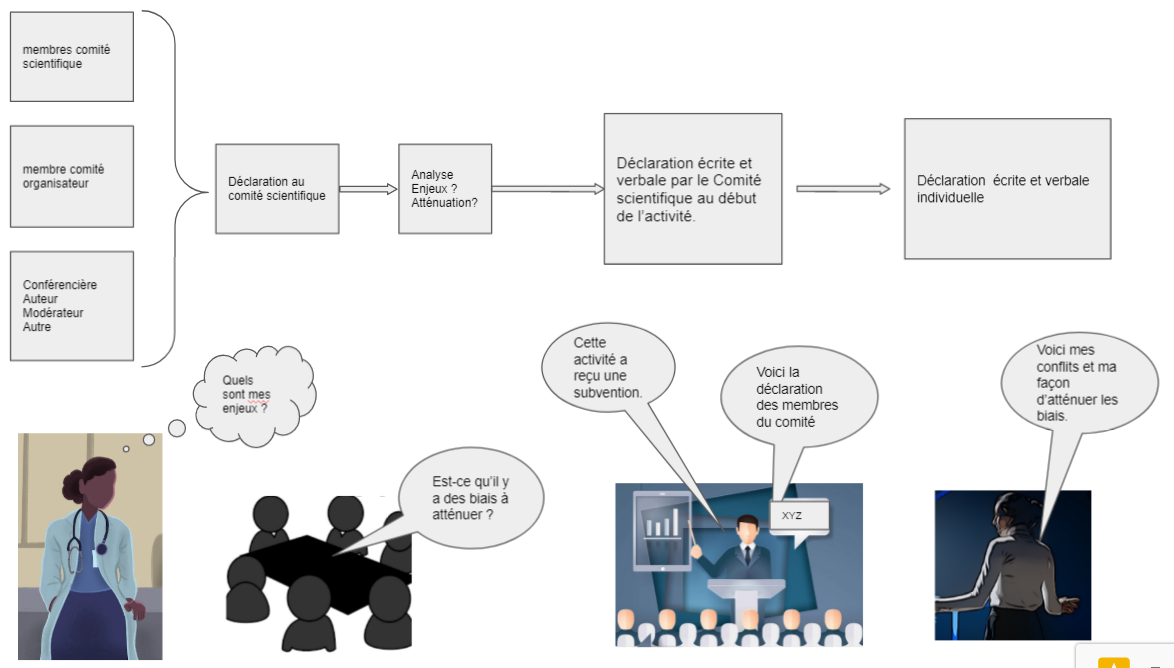 membres comité
scientifique
membre comité
organisateur
Conférencière
Auteur
Modérateur
Autre
Déclaration au
comité scientifique
Analyse
Enjeux ?
Atténuation?
Déclaration écrite et
verbale par le Comité
scientifique au début
de l'activité.
Déclaration  écrite et verbale
individuelle
Quels
sont mes
enjeux ?
Est-ce qu'il y
a des biais à
atténuer ?
Cette
activité a
reçu une
subvention.
Voici la
déclaration
des membres
du comité
XYZ
Voici mes
conflits et ma
façon
d'atténuer les
biais.